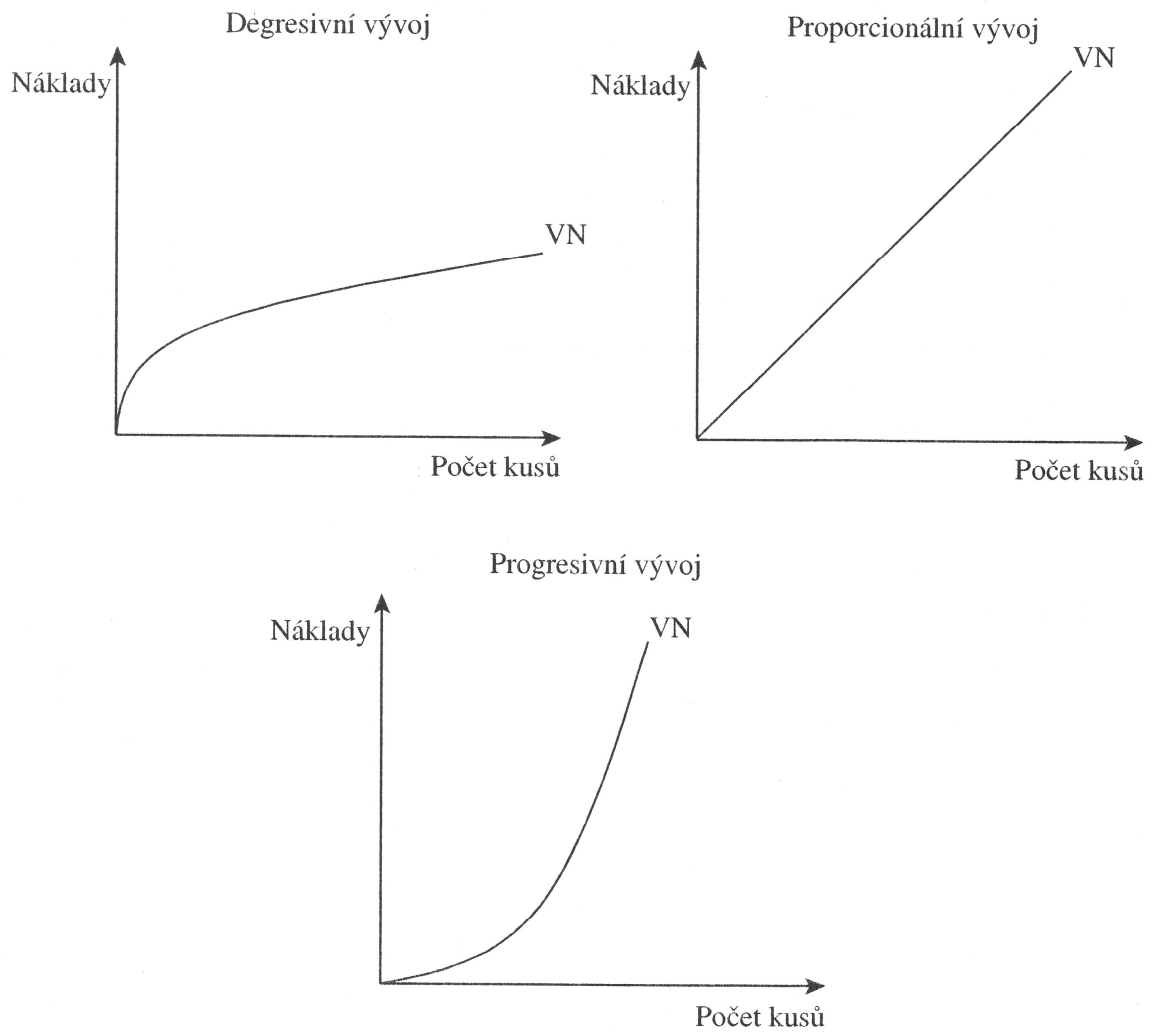 Degresivní vývoj
Náklady
VN
Počet kusů
Proporcionální vývoj
Náklady
VN
Počet kusů
Progresivní vývoj
Náklady
VN
Počet kusů